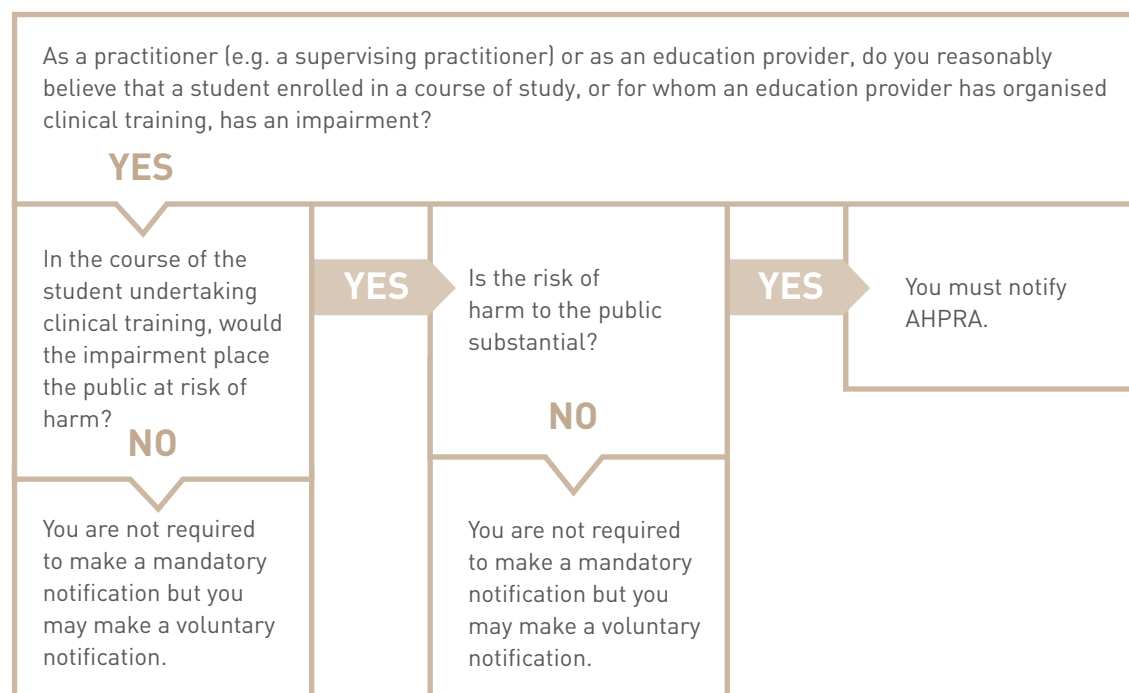 As a practitioner (e.g. a supervising practitioner) or as an education provider, do you reasonably
believe that a student enrolled in a course of study, or for whom an education provider has organised
clinical training, has an impairment?
YES
In the course of the
student undertaking
clinical training, would
the impairment place
the public at risk of
harm?
YES
Is the risk of
harm to the public
substantial?
YES
You must notify
AHPRA.
NO
You are not required
to make a mandatory
notification but you
may make a voluntary
notification.
NO
You are not required
to make a mandatory
notification but you
may make a voluntary
notification.